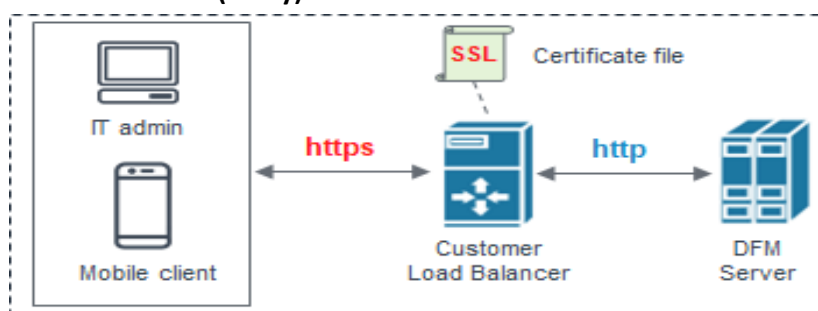 SSL
Certificate file
IT admin
https
http
Mobile client
Customer
Load Balancer
DFM
Server